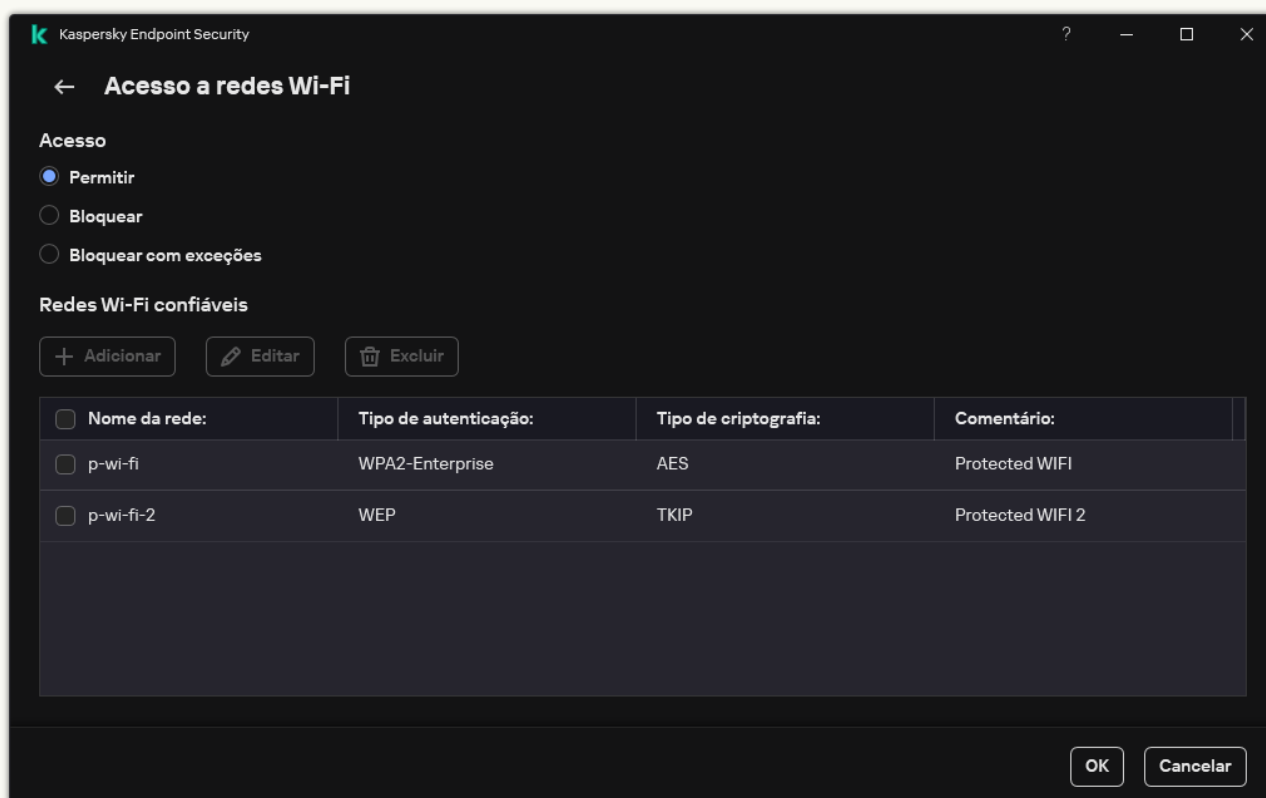 Kaspersky Endpoint Security ?
Acesso a redes Wi-Fi
Acesso
Permitir
Bloquear
Bloquear com exceções
Redes Wi-Fi confiáveis
Adicionar Editar Excluir
Nome da rede: Tipo de autenticação: Tipo de criptografia: Comentário:
p-wi-fi WPA2-Enterprise AES Protected WIFI
p-wi-fi-2 WEP TKIP Protected WIFI 2
OK Cancelar